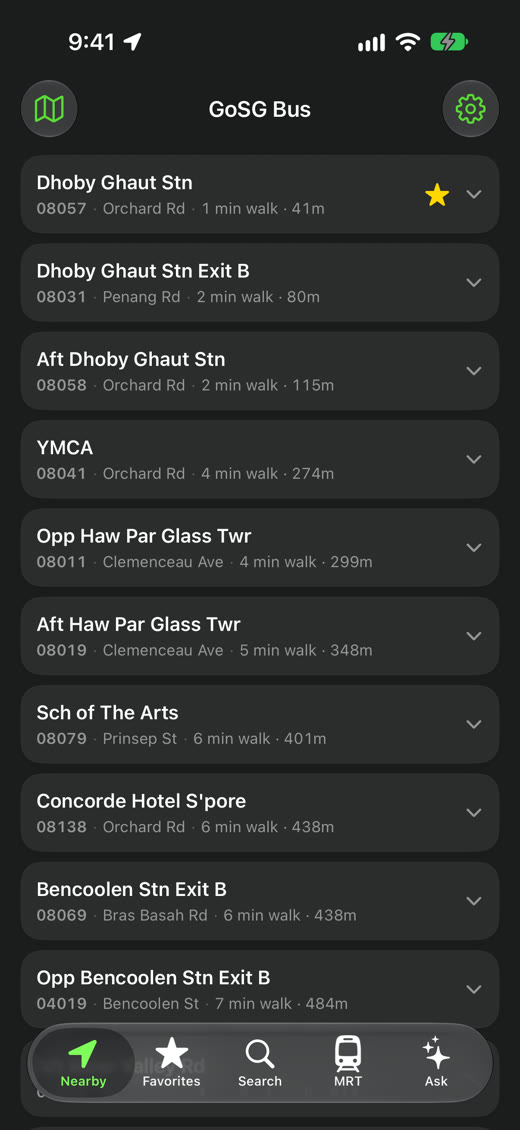 9:41
GoSG Bus
Dhoby Ghaut Stn
08057 · Orchard Rd · 1 min walk · 41m
Dhoby Ghaut Stn Exit B
08031 · Penang Rd · 2 min walk · 80m
Aft Dhoby Ghaut Stn
08058 · Orchard Rd · 2 min walk · 115m
YMCA
08041 · Orchard Rd · 4 min walk · 274m
Opp Haw Par Glass Twr
08011 · Clemenceau Ave · 4 min walk · 299m
Aft Haw Par Glass Twr
08019 · Clemenceau Ave · 5 min walk · 348m
Sch of The Arts
08079 · Prinsep St · 6 min walk · 401m
Concorde Hotel S'pore
08138 · Orchard Rd · 6 min walk · 438m
Bencoolen Stn Exit B
08069 · Bras Basah Rd · 6 min walk · 438m
Opp Bencoolen Stn Exit B
04019 · Bencoolen St · 7 min walk · 484m
Rd
Nearby Favorites Search MRT Ask